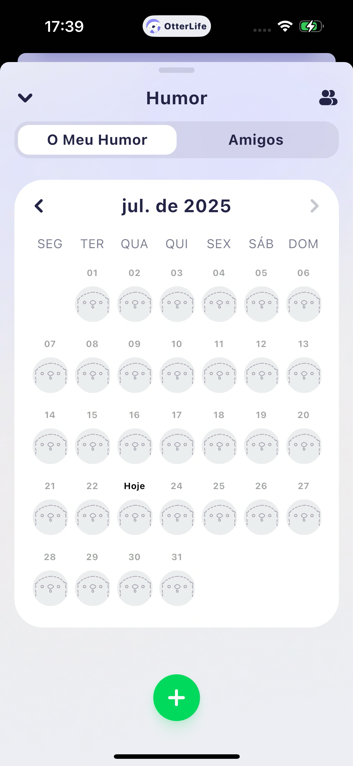 17:39
OtterLife
Humor
O Meu Humor
Amigos
jul. de 2025
SEG TER QUA QUI SEX SÁB DOM
01 02 03 04 05 06
07 08 09 10 11 12 13
14 15 16 17 18 19 20
21 22 Hoje 24 25 26 27
28 29 30 31